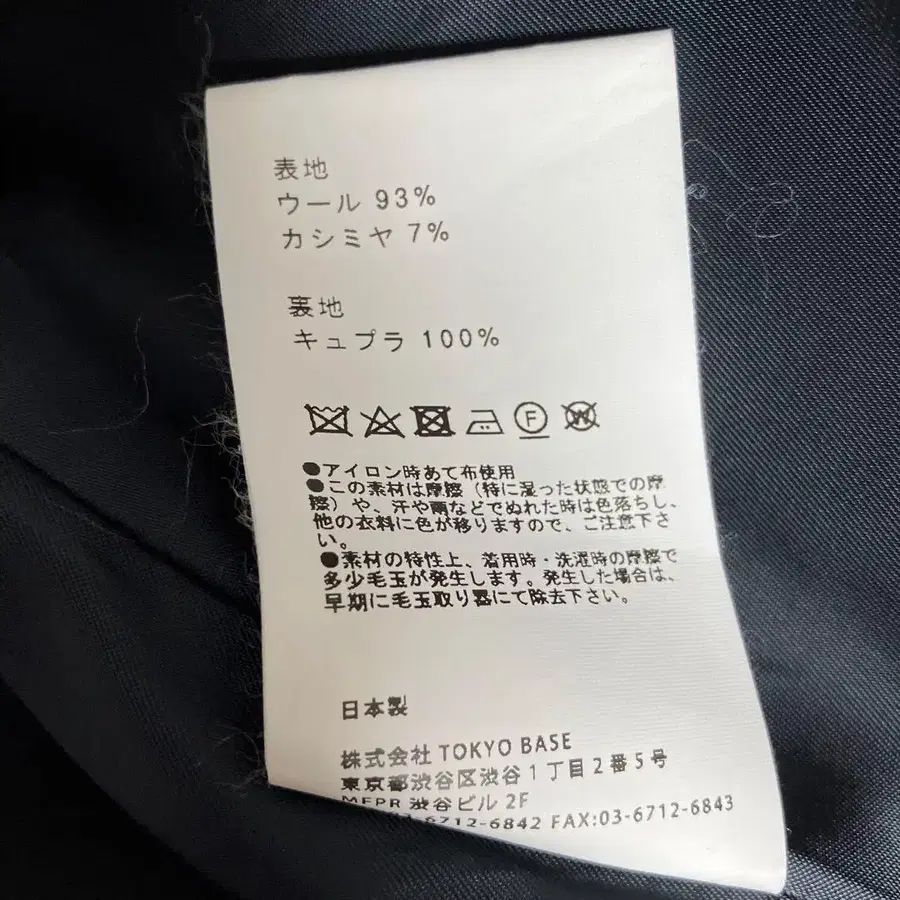 表地
ウール 93%
カシミヤ 7%
裏地
キュプラ 100%
F
W
●アイロン時あて布使用
●この素材は摩擦（特に湿った状態での摩
擦）や、汗や雨などでぬれた時は色落ちし、
他の衣料に色が移りますので、ご注意下さ
い。
●素材の特性上、着用時・洗濯時の摩擦で
多少毛玉が発生します。発生した場合は、
早期に毛玉取り器にて除去下さい。
日本製
株式会社 TOKYO BASE
東京都渋谷区渋谷1丁目2番5号
MFPR 渋谷ビル 2F
6712-6842 FAX:03-6712-6843